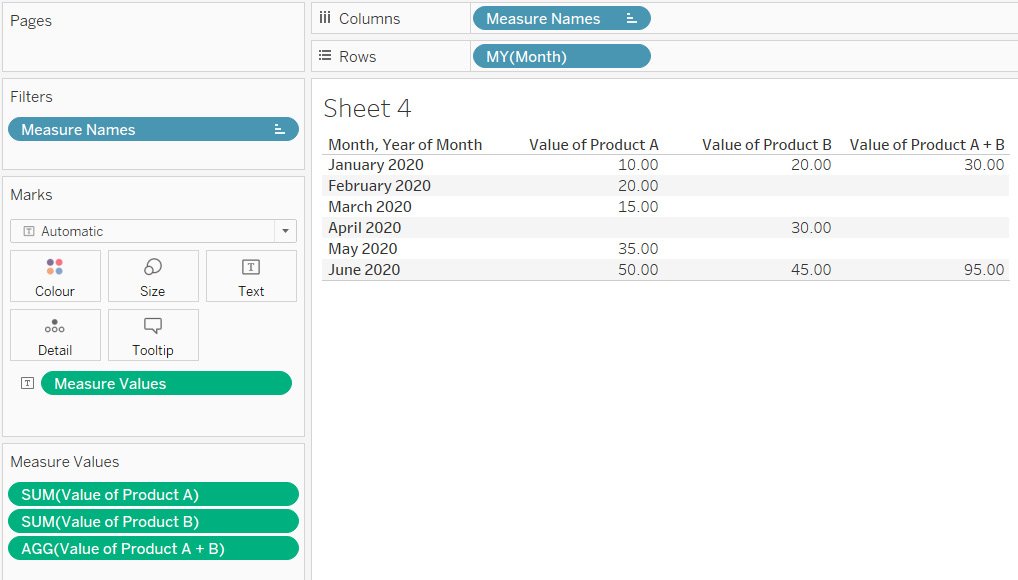 Pages
Columns
Measure Names
Rows
MY(Month)
Filters
Measure Names
Marks
Automatic
Colour
Size
Text
Detail
Tooltip
Measure Values
Measure Values
SUM(Value of Product A)
SUM(Value of Product B)
AGG(Value of Product A + B)
Sheet 4
Month, Year of Month Value of Product A Value of Product B Value of Product A + B
January 2020 10.00 20.00 30.00
February 2020 20.00
March 2020 15.00
April 2020 30.00
May 2020 35.00
June 2020 50.00 45.00 95.00